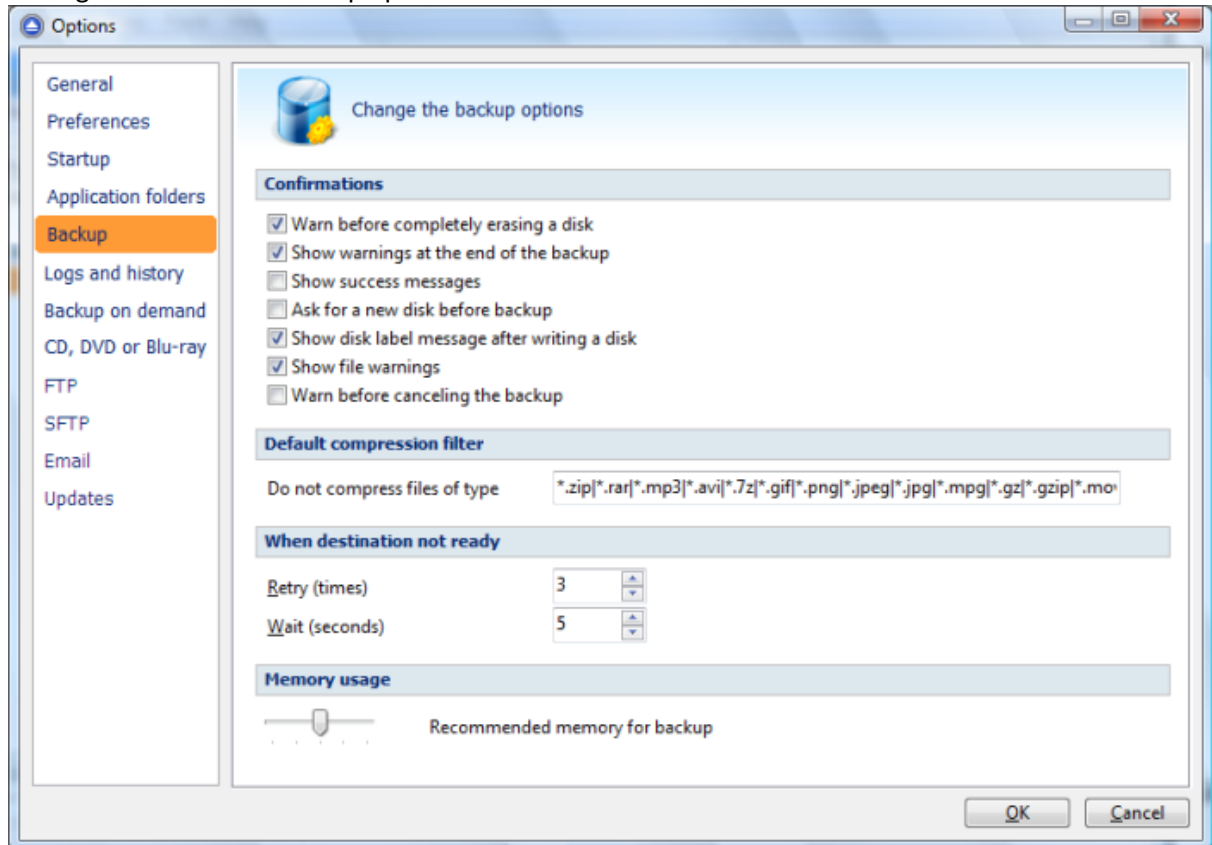 Options
General
Preferences
Startup
Application folders
Backup
Logs and history
Backup on demand
CD, DVD or Blu-ray
FTP
SFTP
Email
Updates
Change the backup options
Confirmations
Warn before completely erasing a disk
Show warnings at the end of the backup
Show success messages
Ask for a new disk before backup
Show disk label message after writing a disk
Show file warnings
Warn before canceling the backup
Default compression filter
Do not compress files of type *.zip|*.rar|*.mp3|*.avi|*.7z|*.gif|*.png|*.jpeg|*.jpg|*.mpg|*.gz|*.gzip|*.mo
When destination not ready
Retry (times) 3
Wait (seconds) 5
Memory usage
Recommended memory for backup
OK Cancel